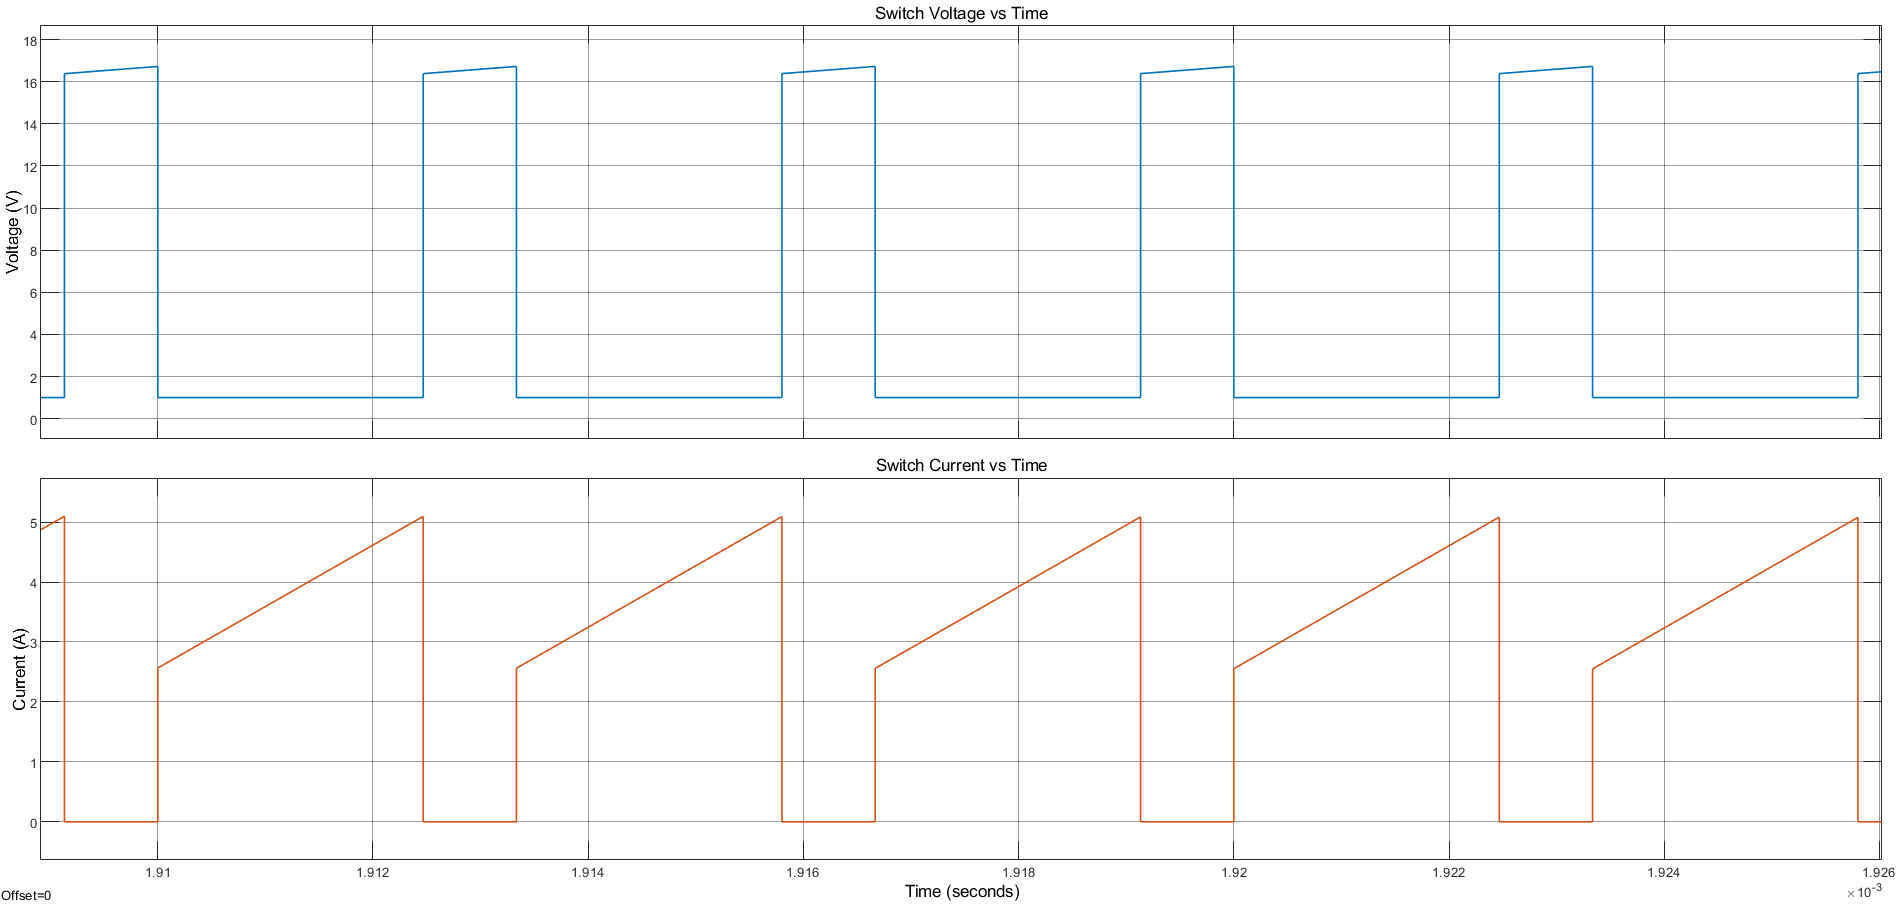 Switch Voltage vs Time
18
16
14
12
10
8
6
4
2
0
Voltage (V)
Switch Current vs Time
5
4
3
2
1
0
Current (A)
1.91 1.912 1.914 1.916 1.918 1.92 1.922 1.924 1.926
Time (seconds)
×10⁻³
Offset=0